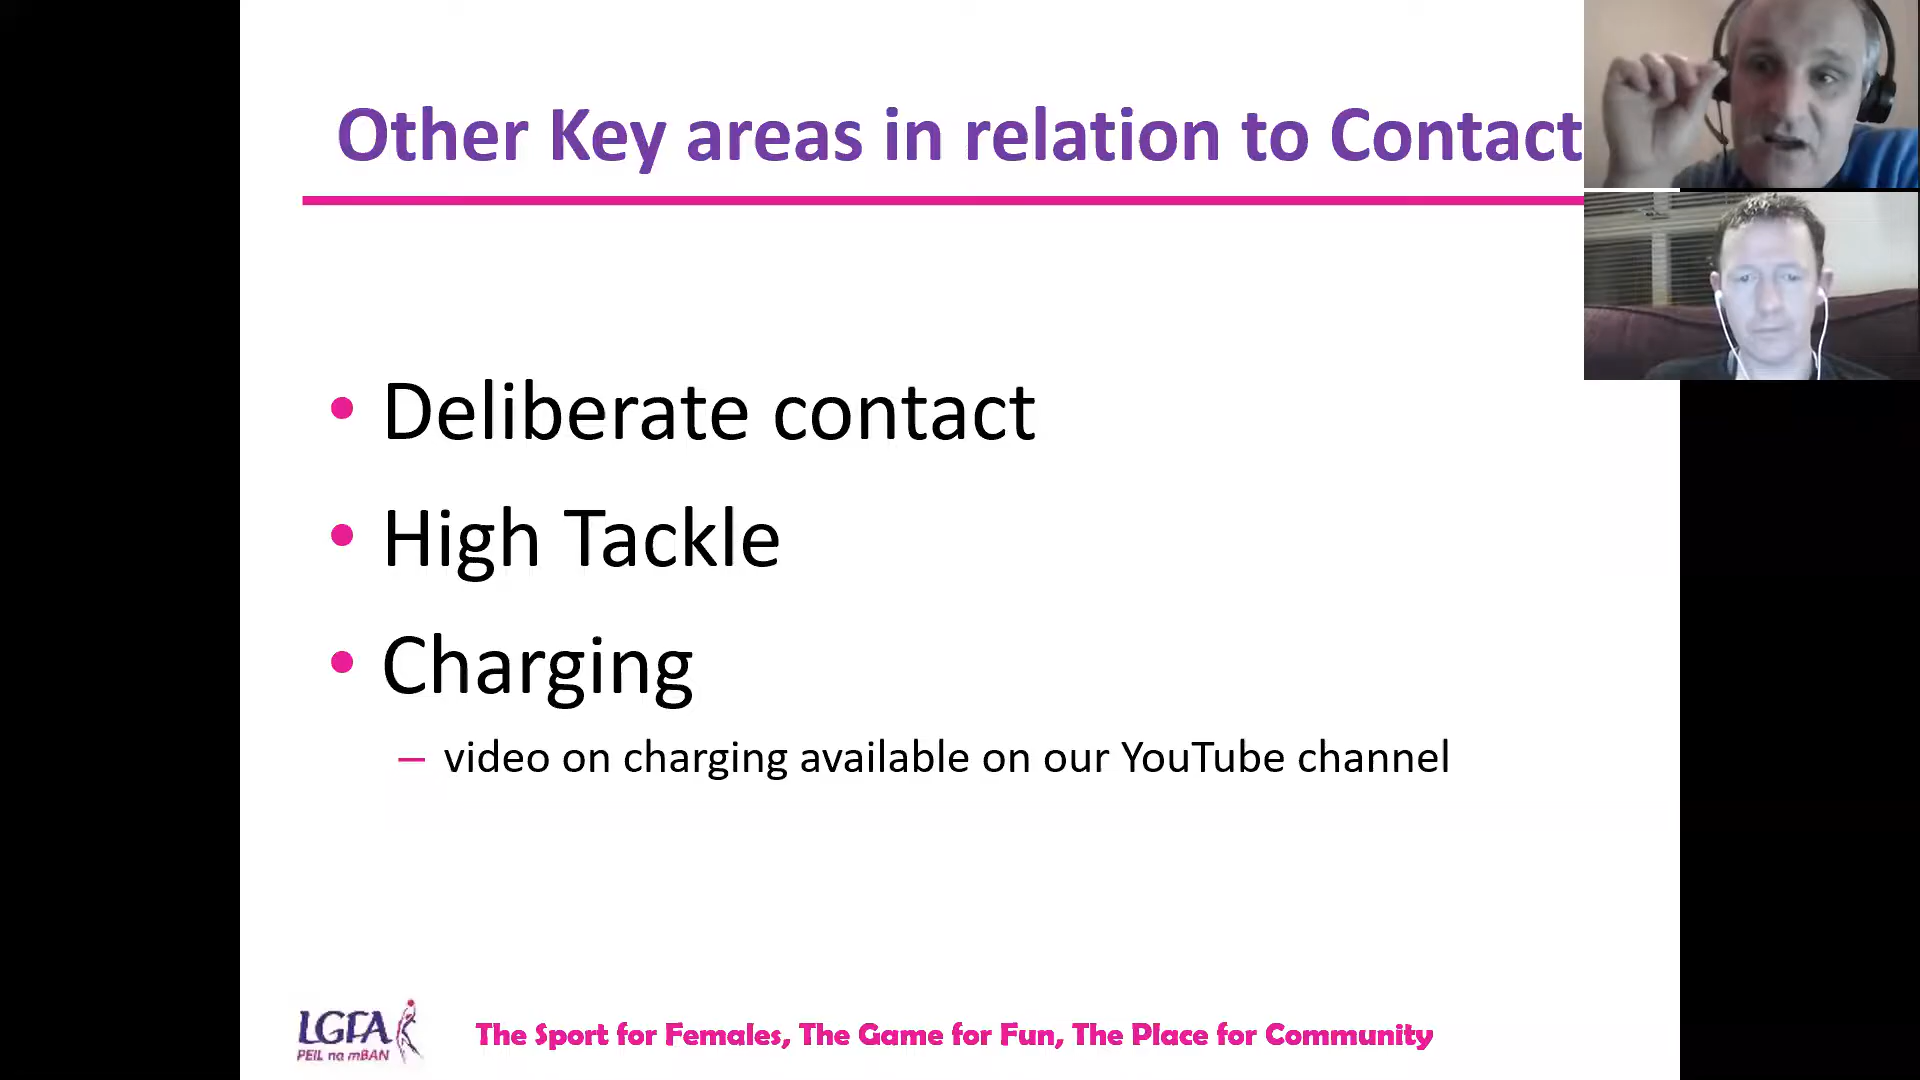 Other Key areas in relation to Contact
• Deliberate contact
• High Tackle
• Charging
– video on charging available on our YouTube channel
LGFA
PEIL na mBAN
The Sport for Females, The Game for Fun, The Place for Community